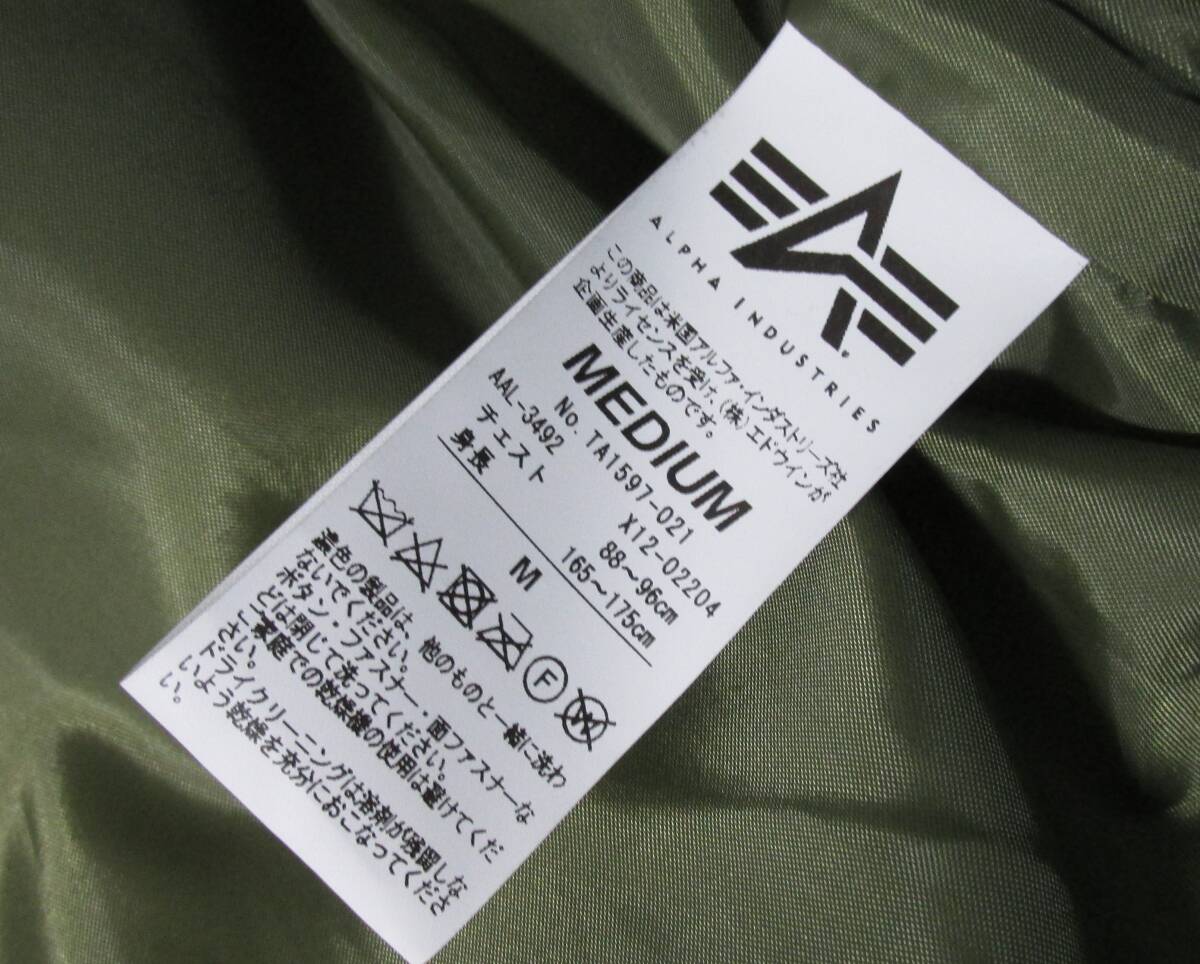 ALPHA INDUSTRIES
この商品は米国アルファ・インダストリーズ社
よりライセンスを受け、(株)エドウインが
企画生産したものです。
MEDIUM
No. TA1597-021
AAL-3492 X12-02204
チェスト 88～96cm
身長 165～175cm
M
F
W
濃色の製品は、他のものと一緒に洗わ
ないでください。
ボタン・ファスナー・面ファスナーな
どは閉じて洗ってください。
ご家庭での乾燥機の使用は避けてくだ
さい。
ドライクリーニングは溶剤が残留しな
いよう乾燥を充分におこなってくださ
い。